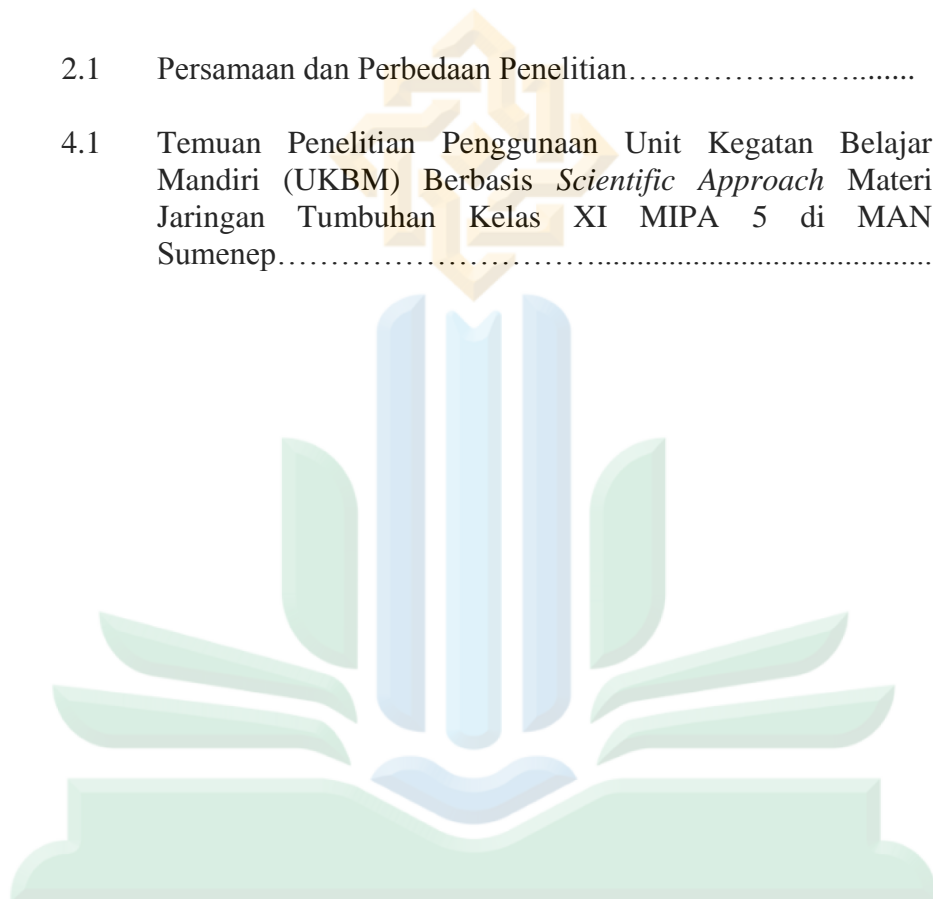 2.1 Persamaan dan Perbedaan Penelitian…………………........
4.1 Temuan Penelitian Penggunaan Unit Kegatan Belajar
Mandiri (UKBM) Berbasis Scientific Approach Materi
Jaringan Tumbuhan Kelas XI MIPA 5 di MAN
Sumenep…………………………......................................